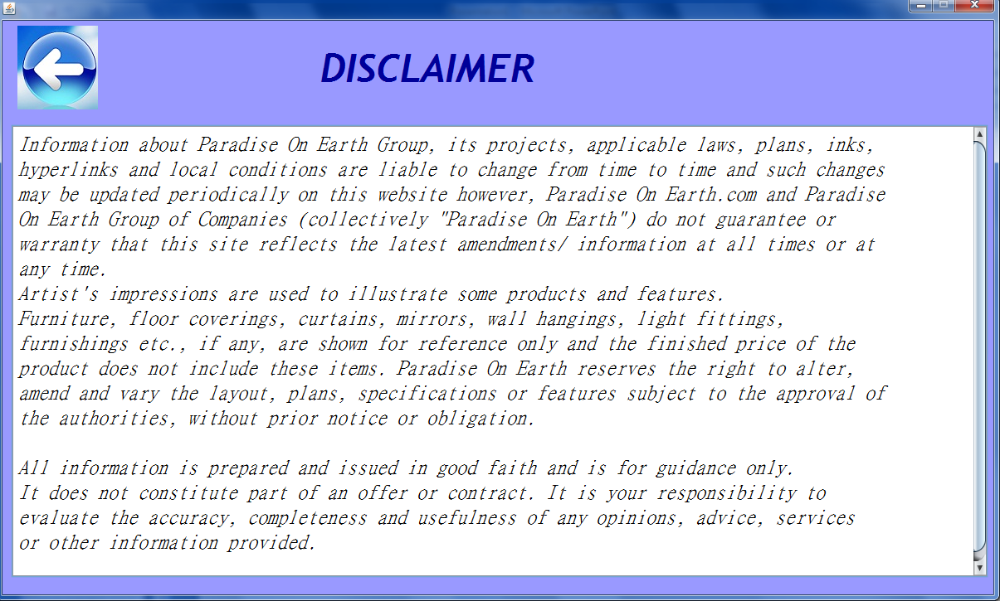 DISCLAIMER
Information about Paradise On Earth Group, its projects, applicable laws, plans, inks,
hyperlinks and local conditions are liable to change from time to time and such changes
may be updated periodically on this website however, Paradise On Earth.com and Paradise
On Earth Group of Companies (collectively "Paradise On Earth") do not guarantee or
warranty that this site reflects the latest amendments/ information at all times or at
any time.
Artist's impressions are used to illustrate some products and features.
Furniture, floor coverings, curtains, mirrors, wall hangings, light fittings,
furnishings etc., if any, are shown for reference only and the finished price of the
product does not include these items. Paradise On Earth reserves the right to alter,
amend and vary the layout, plans, specifications or features subject to the approval of
the authorities, without prior notice or obligation.

All information is prepared and issued in good faith and is for guidance only.
It does not constitute part of an offer or contract. It is your responsibility to
evaluate the accuracy, completeness and usefulness of any opinions, advice, services
or other information provided.